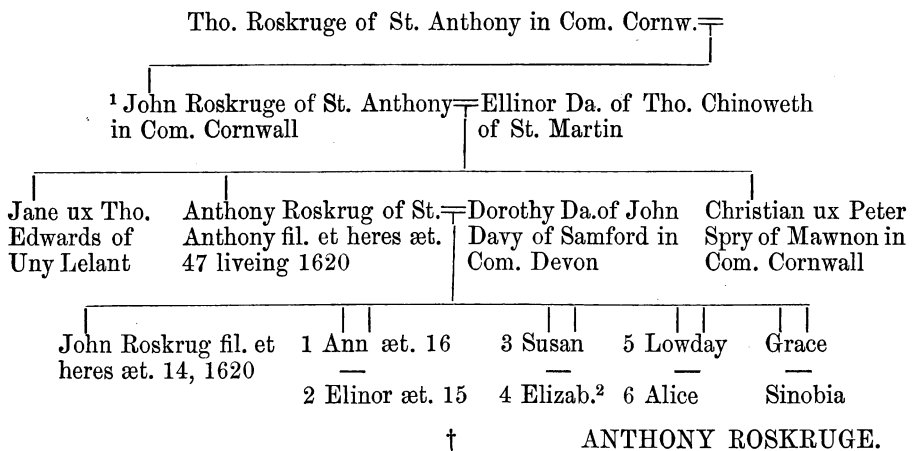 Tho. Roskruge of St. Anthony in Com. Cornw.
¹ John Roskruge of St. Anthony
in Com. Cornwall
Ellinor Da. of Tho. Chinoweth
of St. Martin
Jane ux Tho.
Edwards of
Uny Lelant
Anthony Roskrug of St.
Anthony fil. et heres æt.
47 liveing 1620
Dorothy Da.of John
Davy of Samford in
Com. Devon
Christian ux Peter
Spry of Mawnon in
Com. Cornwall
John Roskrug fil. et
heres æt. 14, 1620
1 Ann æt. 16
2 Elinor æt. 15
3 Susan
4 Elizab.²
5 Lowday
6 Alice
Grace
Sinobia
† ANTHONY ROSKRUGE.